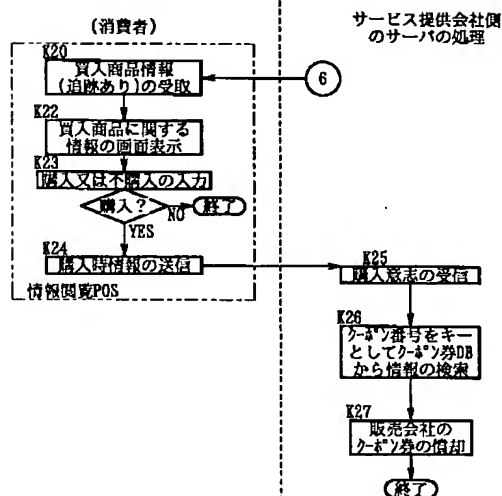 (消費者)
サービス提供会社側
のサーバの処理
K20
買入商品情報
(追跡あり)の受取
6
K22
買入商品に関する
情報の画面表示
K23
購入又は不購入の入力
購入?
NO
終了
YES
K24
購入時情報の送信
情報閲覧POS
K25
購入意志の受信
K26
クーポン番号をキー
としてクーポン券DB
から情報の検索
K27
販売会社の
クーポン券の償却
終了